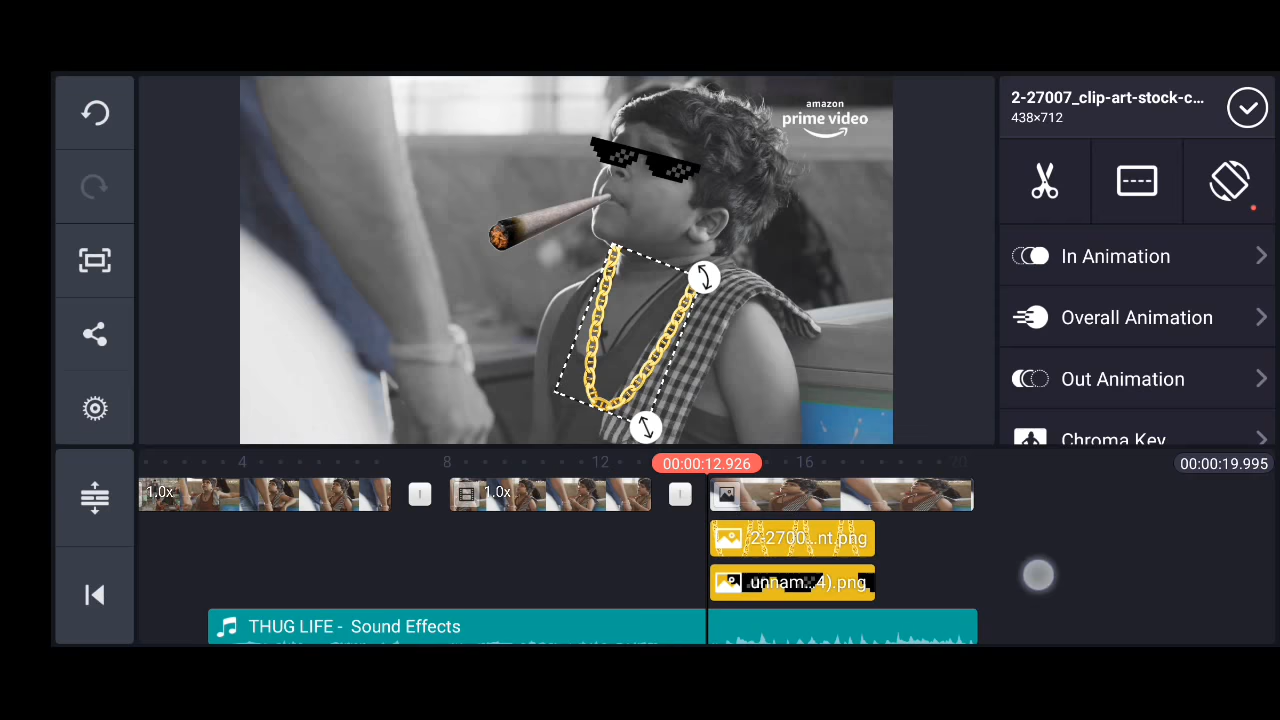 amazon
prime video
2-27007_clip-art-stock-c...
438×712
In Animation
Overall Animation
Out Animation
Chroma Key
4
8
12
00:00:12.926
16
20
00:00:19.995
1.0x
1.0x
2-2700...nt.png
unnam...4).png
THUG LIFE - Sound Effects